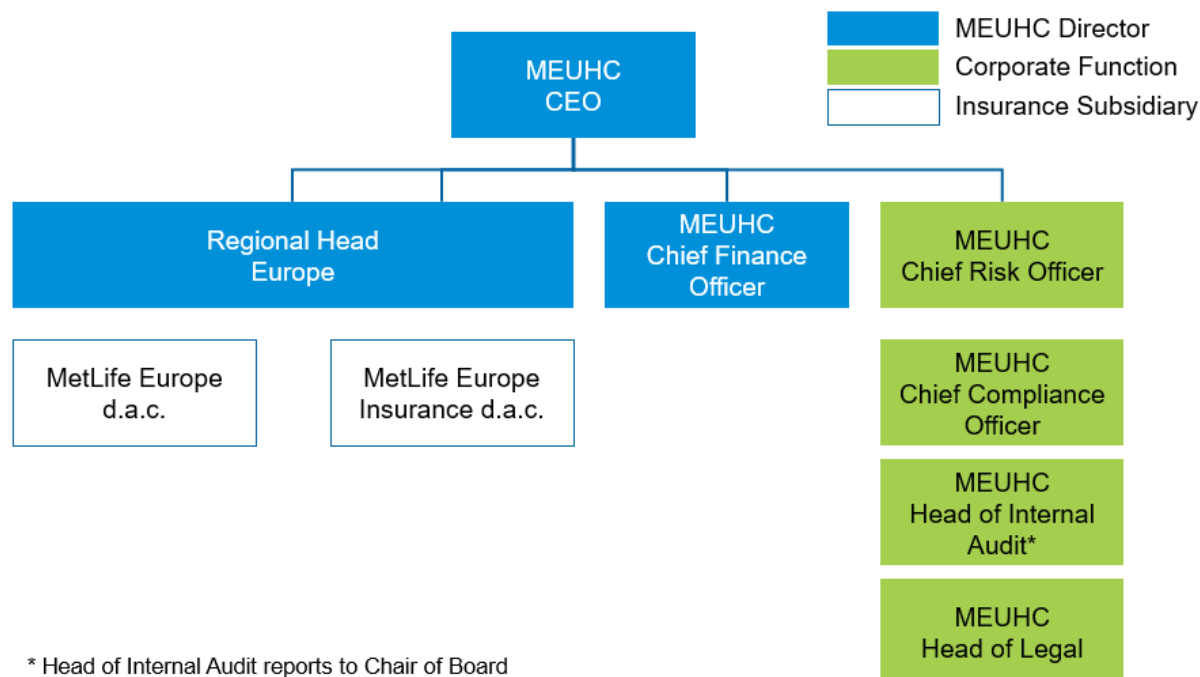 MEUHC Director
Corporate Function
Insurance Subsidiary
MEUHC
CEO
Regional Head
Europe
MEUHC
Chief Finance
Officer
MEUHC
Chief Risk Officer
MetLife Europe
d.a.c.
MetLife Europe
Insurance d.a.c.
MEUHC
Chief Compliance
Officer
MEUHC
Head of Internal
Audit*
MEUHC
Head of Legal
* Head of Internal Audit reports to Chair of Board